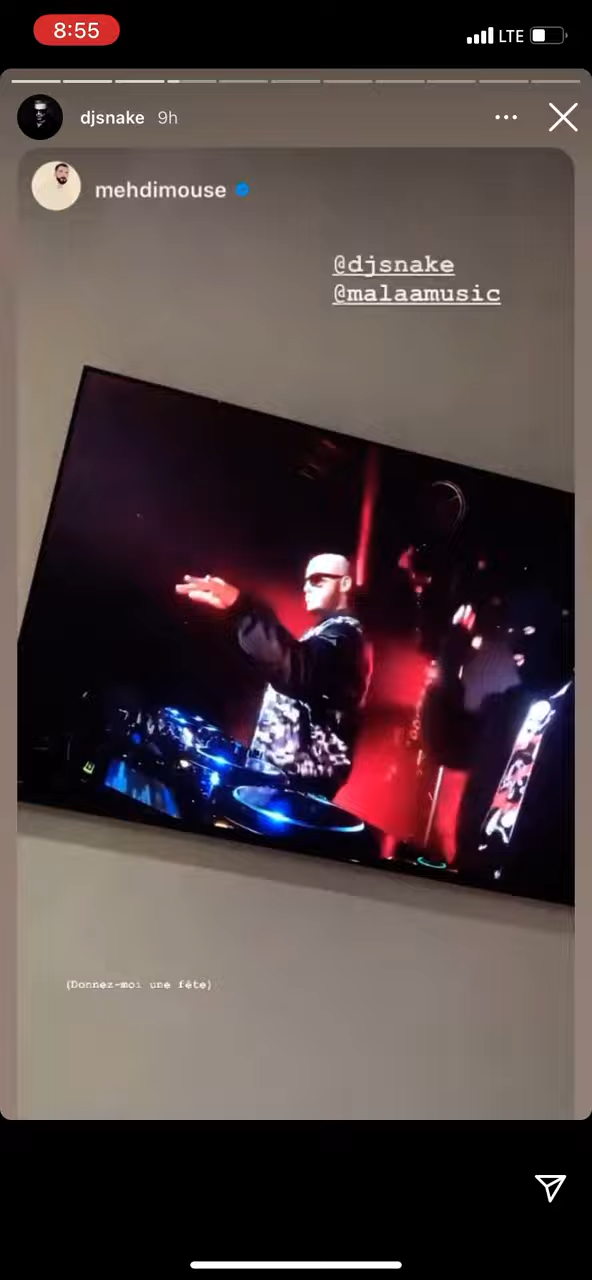 8:55
LTE
djsnake 9h
mehdimouse
@djsnake
@malaamusic
(Donnez-moi une fête)